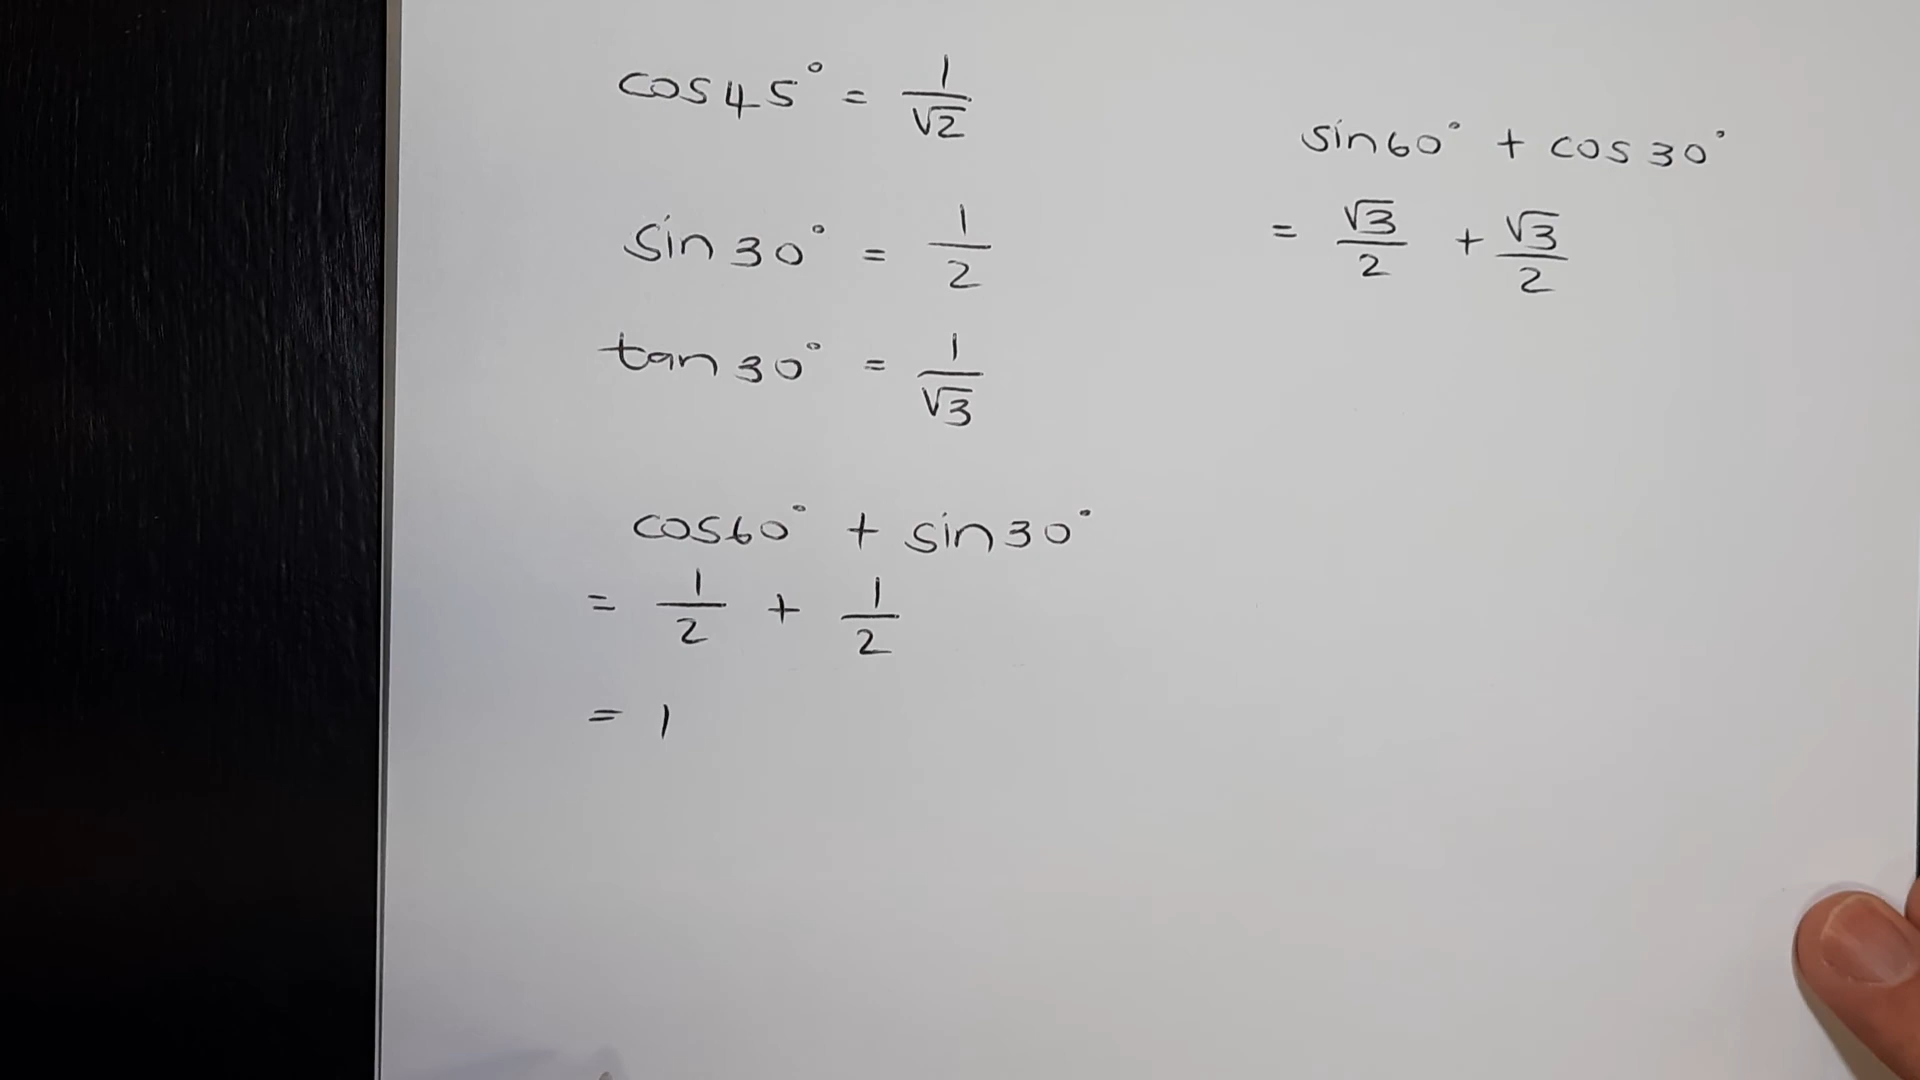 cos45° = 1/√2
sin30° = 1/2
tan30° = 1/√3
cos60° + sin30°
= 1/2 + 1/2
= 1
sin60° + cos30°
= √3/2 + √3/2